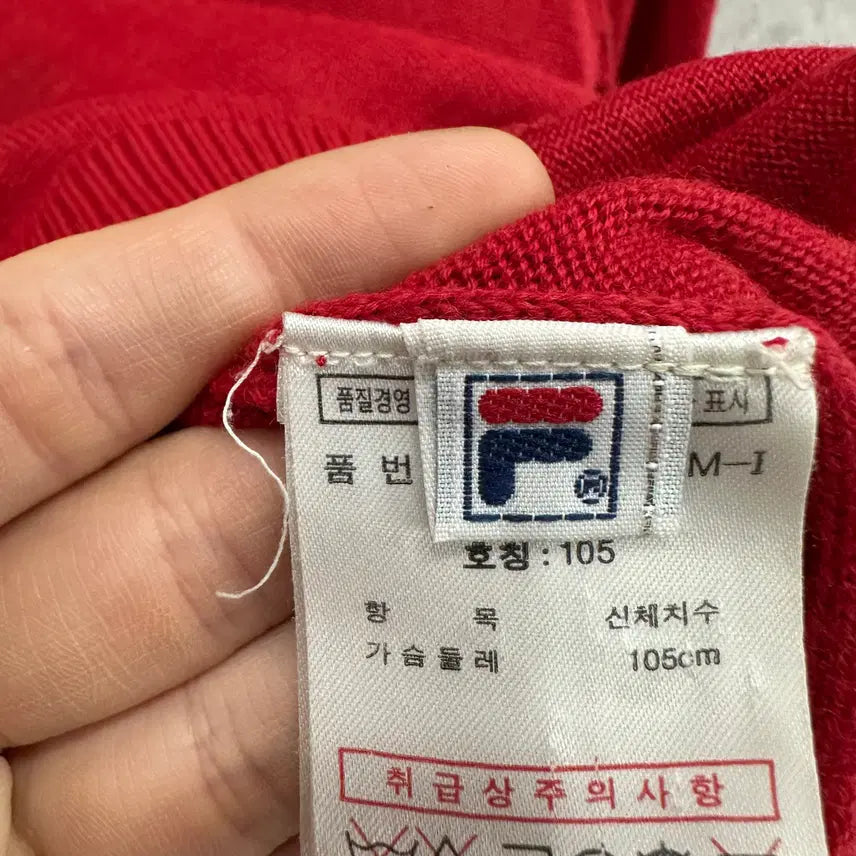 품질경영 표시
품 번 M-I
호칭 : 105
항 목 신체치수
가슴둘레 105cm
취급상주의사항